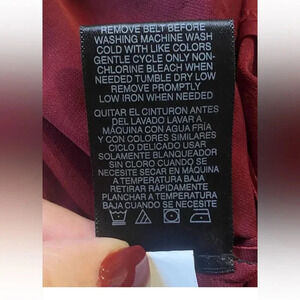 REMOVE BELT BEFORE
WASHING MACHINE WASH
COLD WITH LIKE COLORS
GENTLE CYCLE ONLY NON-
CHLORINE BLEACH WHEN
NEEDED TUMBLE DRY LOW
REMOVE PROMPTLY
LOW IRON WHEN NEEDED
QUITAR EL CINTURON ANTES
DEL LAVADO LAVAR A
MÁQUINA CON AGUA FRÍA
Y CON COLORES SIMILARES
CICLO DELICADO USAR
SOLAMENTE BLANQUEADOR
SIN CLORO CUANDO SE
NECESITE SECAR EN MÁQUINA
A TEMPERATURA BAJA
RETIRAR RÁPIDAMENTE
PLANCHAR A TEMPERATURA
BAJA CUANDO SE NECESITE